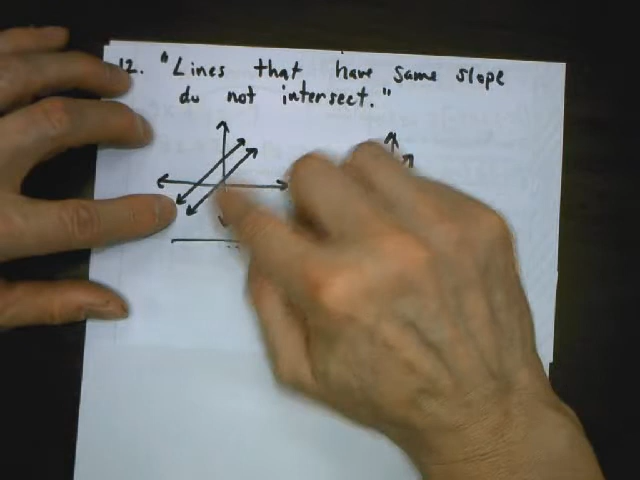 12. "Lines that have same slope
do not intersect."